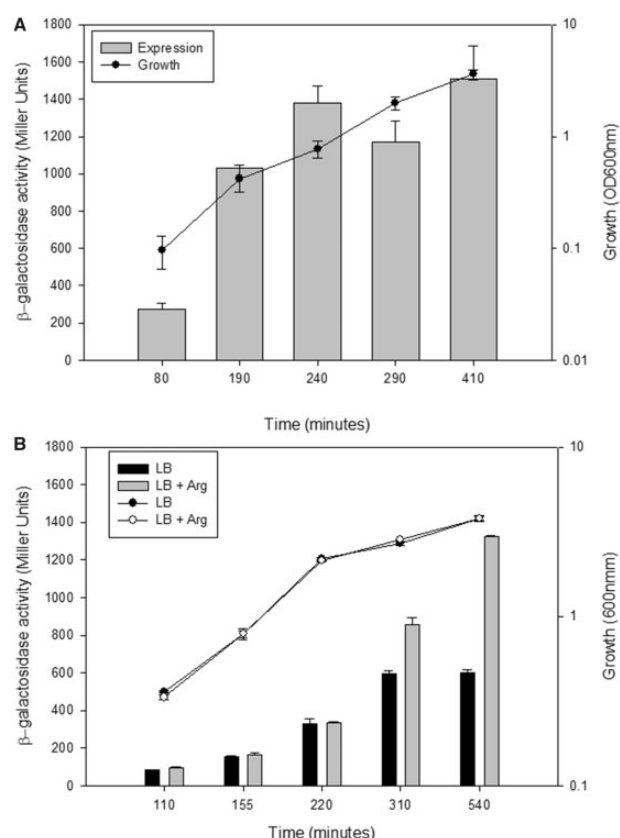 A
Expression
Growth
β-galactosidase activity (Miller Units)
1800
1600
1400
1200
1000
800
600
400
200
0
10
1
0.1
0.01
Growth (OD600nm)
80 190 240 290 410
Time (minutes)
B
LB
LB + Arg
LB
LB + Arg
β-galactosidase activity (Miller Units)
1800
1600
1400
1200
1000
800
600
400
200
0
10
1
0.1
Growth (600nmm)
110 155 220 310 540
Time (minutes)